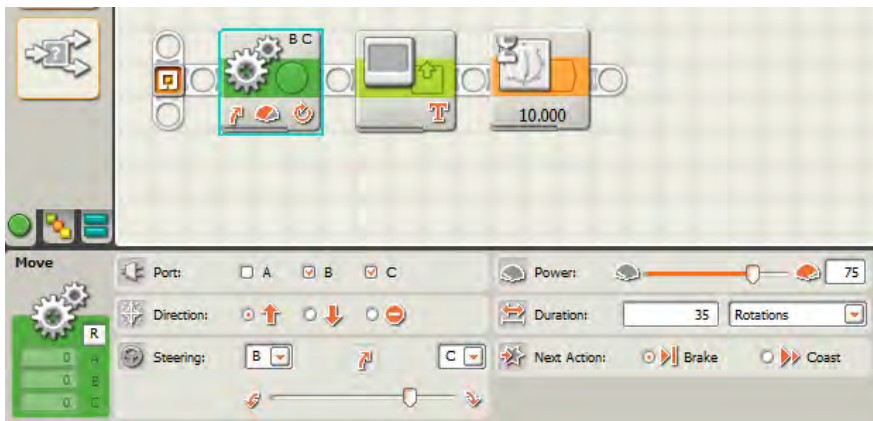 B C
T
10.000
Move
R
0 A
0 B
0 C
Port: A B C
Direction:
Steering: B C
Power: 75
Duration: 35 Rotations
Next Action: Brake Coast